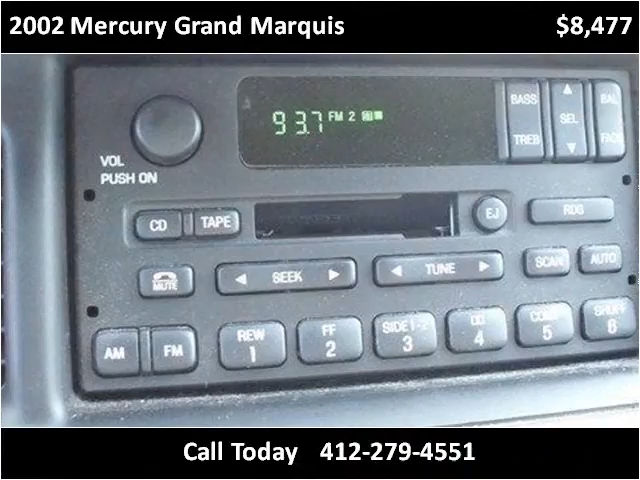 2002 Mercury Grand Marquis $8,477
93.7 FM 2
BASS SEL BAL
TREB
VOL
PUSH ON
CD TAPE EJ RDS
MUTE SEEK TUNE SCAN AUTO
AM FM REW 1 FF 2 SIDE 1-2 3 4 COMP 5 SHUFF 6
Call Today 412-279-4551